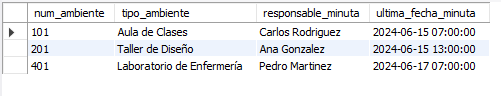 num_ambiente tipo_ambiente responsable_minuta ultima_fecha_minuta
101 Aula de Clases Carlos Rodriguez 2024-06-15 07:00:00
201 Taller de Diseño Ana Gonzalez 2024-06-15 13:00:00
401 Laboratorio de Enfermería Pedro Martinez 2024-06-17 07:00:00